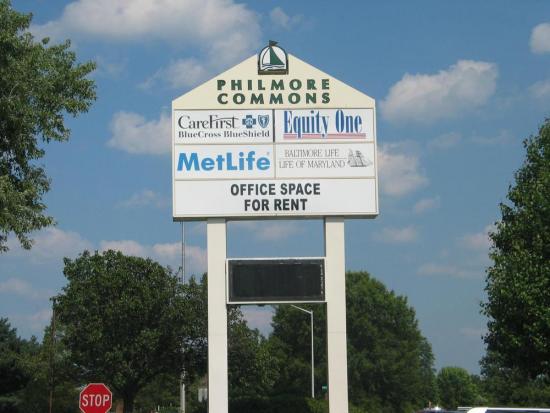 PHILMORE
COMMONS
CareFirst
BlueCross BlueShield
Equity One
MetLife
BALTIMORE LIFE
LIFE OF MARYLAND
OFFICE SPACE
FOR RENT
STOP